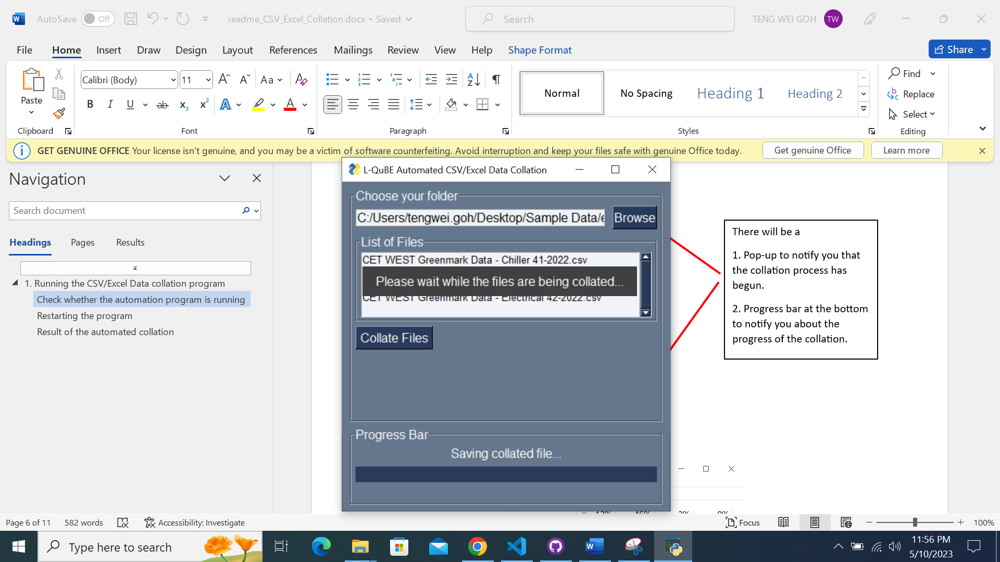 AutoSave Off readme_CSV_Excel_Collation.docx • Saved Search TENG WEI GOH TW
File Home Insert Draw Design Layout References Mailings Review View Help Shape Format Share
Paste Calibri (Body) 11 Aa Normal No Spacing Heading 1 Heading 2 Find
Replace
Select
Clipboard Font Paragraph Styles Editing
GET GENUINE OFFICE Your license isn't genuine, and you may be a victim of software counterfeiting. Avoid interruption and keep your files safe with genuine Office today. Get genuine Office Learn more
Navigation
Search document
Headings Pages Results
1. Running the CSV/Excel Data collation program
Check whether the automation program is running
Restarting the program
Result of the automated collation
L-QuBE Automated CSV/Excel Data Collation
Choose your folder
C:/Users/tengwei.goh/Desktop/Sample Data/e Browse
List of Files
CET WEST Greenmark Data - Chiller 41-2022.csv
Please wait while the files are being collated...
CET WEST Greenmark Data - Electrical 42-2022.csv
Collate Files
Progress Bar
Saving collated file...
There will be a
1. Pop-up to notify you that
the collation process has
begun.
2. Progress bar at the bottom
to notify you about the
progress of the collation.
Page 6 of 11 582 words Accessibility: Investigate Focus 100%
Type here to search
11:56 PM
5/10/2023